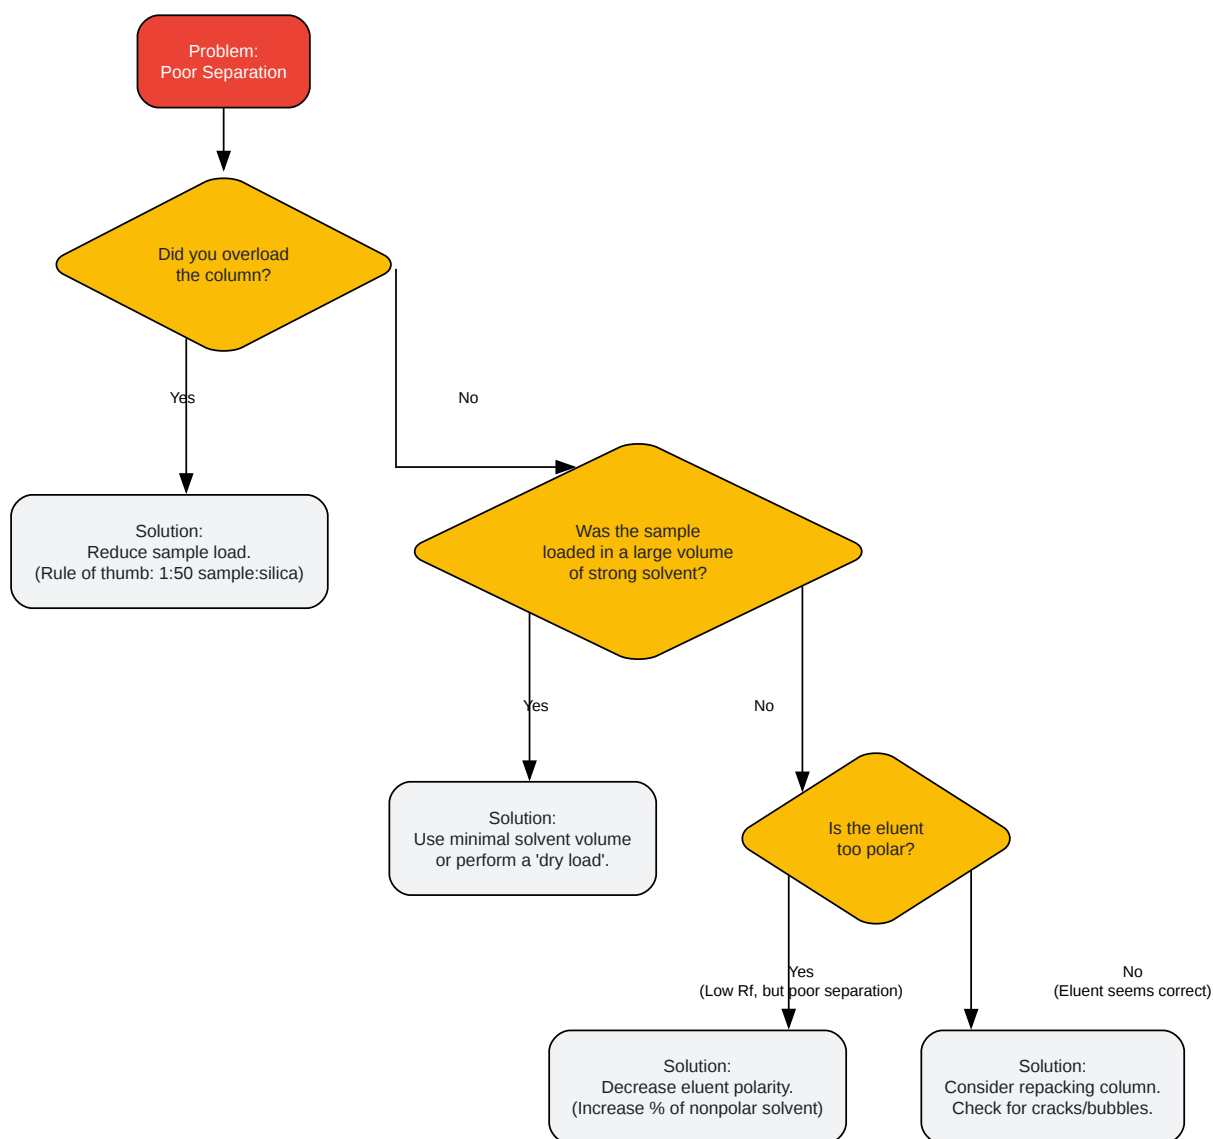 Problem:
Poor Separation
Did you overload
the column?
Yes
No
Solution:
Reduce sample load.
(Rule of thumb: 1:50 sample:silica)
Was the sample
loaded in a large volume
of strong solvent?
Yes
No
Solution:
Use minimal solvent volume
or perform a 'dry load'.
Is the eluent
too polar?
Yes
(Low Rf, but poor separation)
No
(Eluent seems correct)
Solution:
Decrease eluent polarity.
(Increase % of nonpolar solvent)
Solution:
Consider repacking column.
Check for cracks/bubbles.